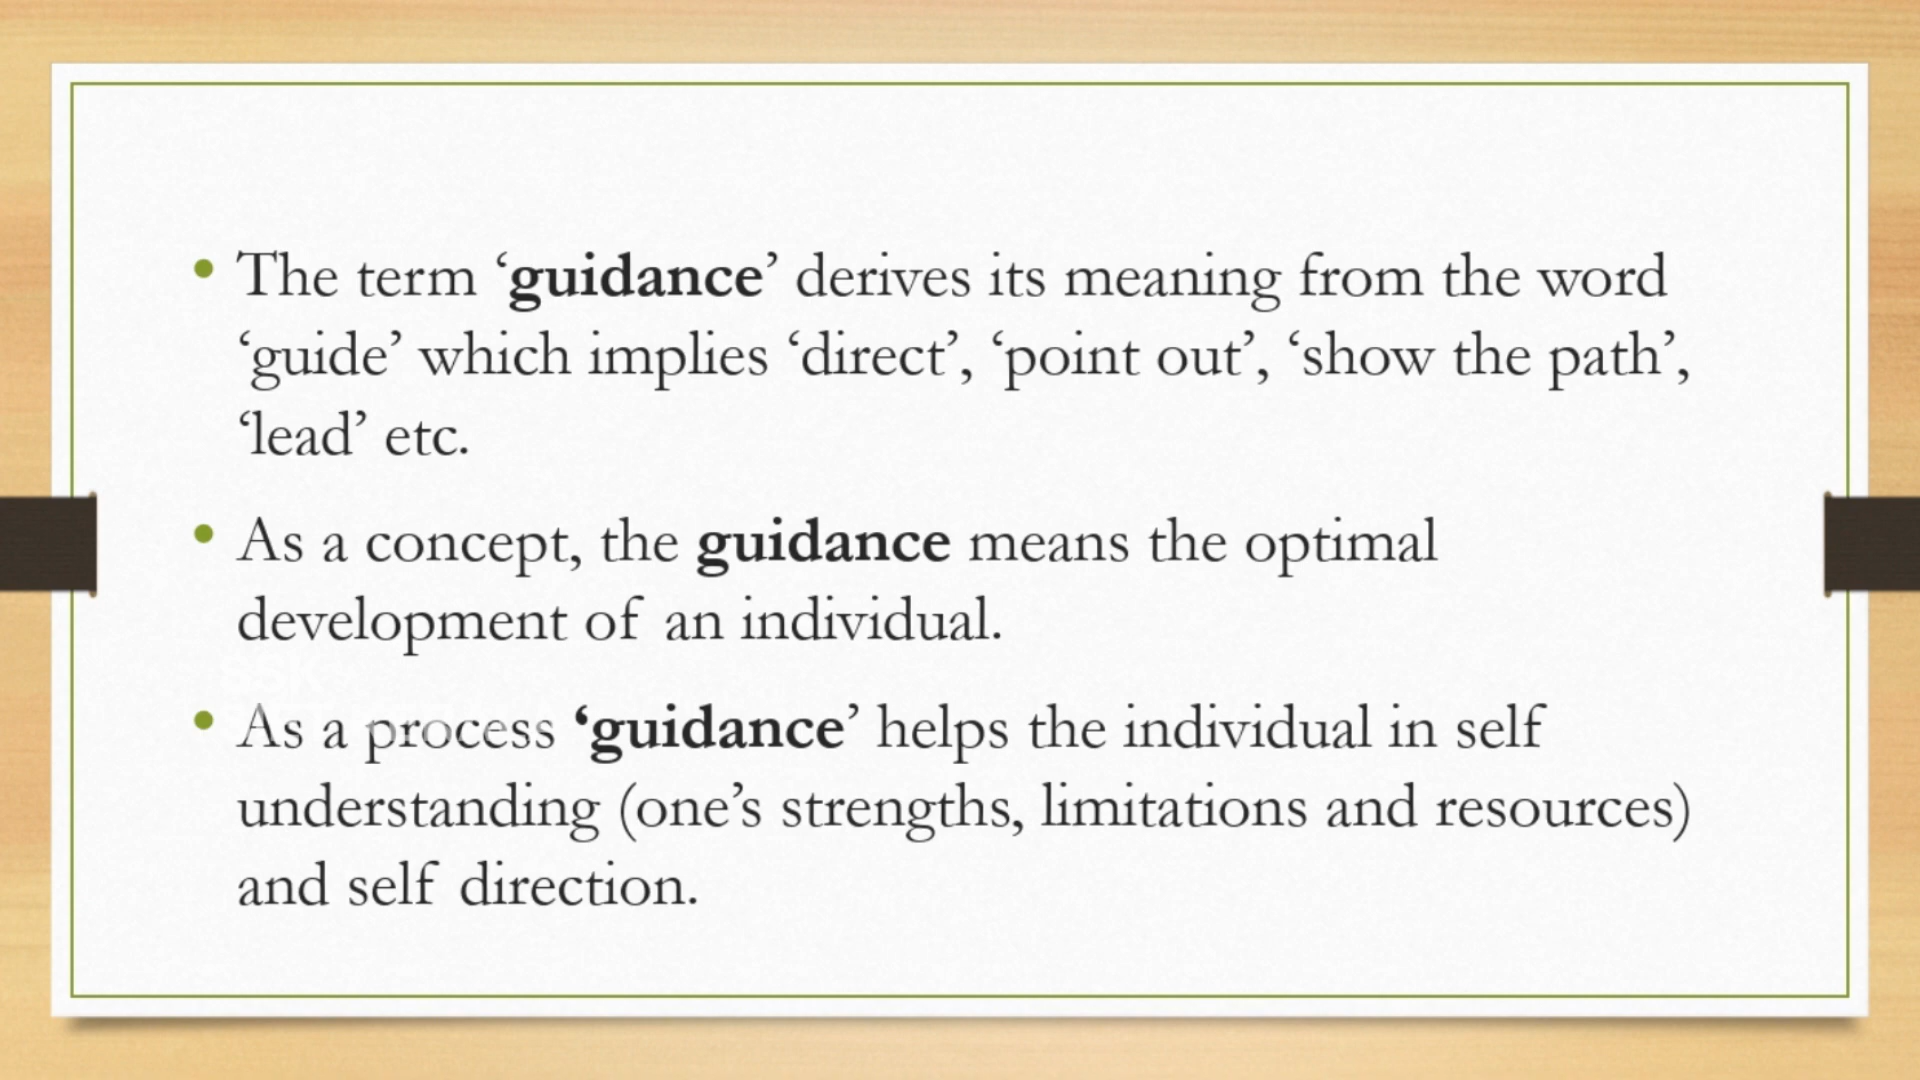 • The term ‘guidance’ derives its meaning from the word
‘guide’ which implies ‘direct’, ‘point out’, ‘show the path’,
‘lead’ etc.
• As a concept, the guidance means the optimal
development of an individual.
• As a process ‘guidance’ helps the individual in self
understanding (one’s strengths, limitations and resources)
and self direction.